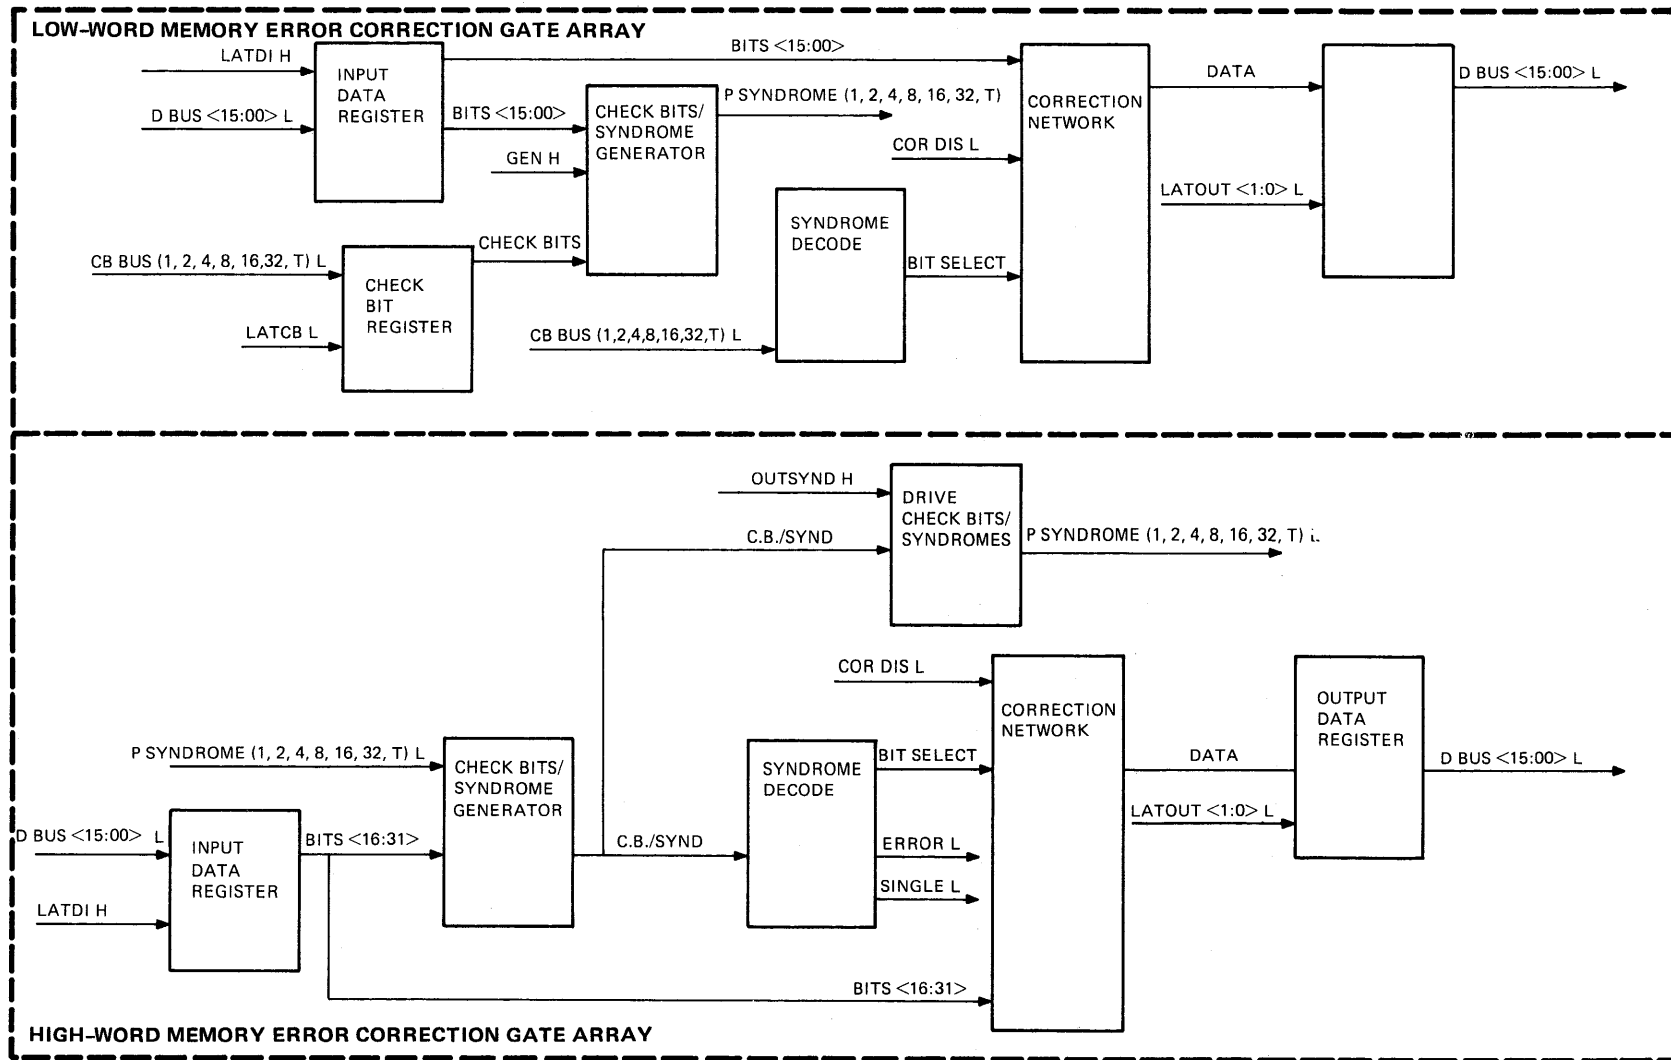 LOW-WORD MEMORY ERROR CORRECTION GATE ARRAY
LATDI H
INPUT
DATA
REGISTER
D BUS <15:00> L
BITS <15:00>
BITS <15:00>
GEN H
CHECK BITS/
SYNDROME
GENERATOR
P SYNDROME (1, 2, 4, 8, 16, 32, T)
COR DIS L
CORRECTION
NETWORK
DATA
D BUS <15:00> L
LATOUT <1:0> L
SYNDROME
DECODE
BIT SELECT
CHECK BITS
CB BUS (1, 2, 4, 8, 16,32, T) L
CHECK
BIT
REGISTER
LATCB L
CB BUS (1,2,4,8,16,32,T) L
OUTSYND H
DRIVE
CHECK BITS/
SYNDROMES
C.B./SYND
P SYNDROME (1, 2, 4, 8, 16, 32, T)
COR DIS L
CORRECTION
NETWORK
OUTPUT
DATA
REGISTER
P SYNDROME (1, 2, 4, 8, 16, 32, T) L
CHECK BITS/
SYNDROME
GENERATOR
SYNDROME
DECODE
BIT SELECT
DATA
D BUS <15:00> L
LATOUT <1:0> L
D BUS <15:00> L
INPUT
DATA
REGISTER
BITS <16:31>
C.B./SYND
ERROR L
SINGLE L
LATDI H
BITS <16:31>
HIGH-WORD MEMORY ERROR CORRECTION GATE ARRAY